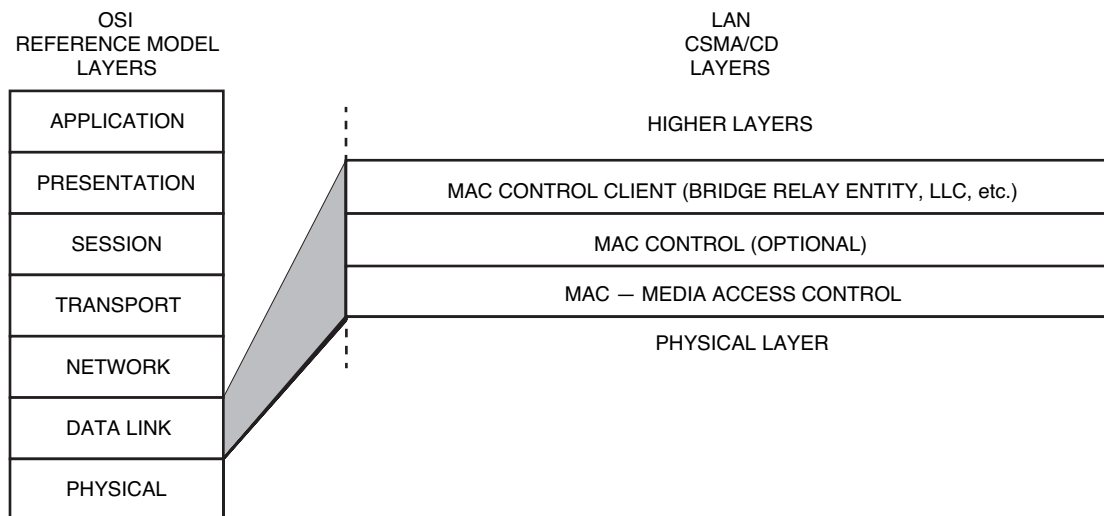 OSI
REFERENCE MODEL
LAYERS
APPLICATION
PRESENTATION
SESSION
TRANSPORT
NETWORK
DATA LINK
PHYSICAL
LAN
CSMA/CD
LAYERS
HIGHER LAYERS
MAC CONTROL CLIENT (BRIDGE RELAY ENTITY, LLC, etc.)
MAC CONTROL (OPTIONAL)
MAC — MEDIA ACCESS CONTROL
PHYSICAL LAYER